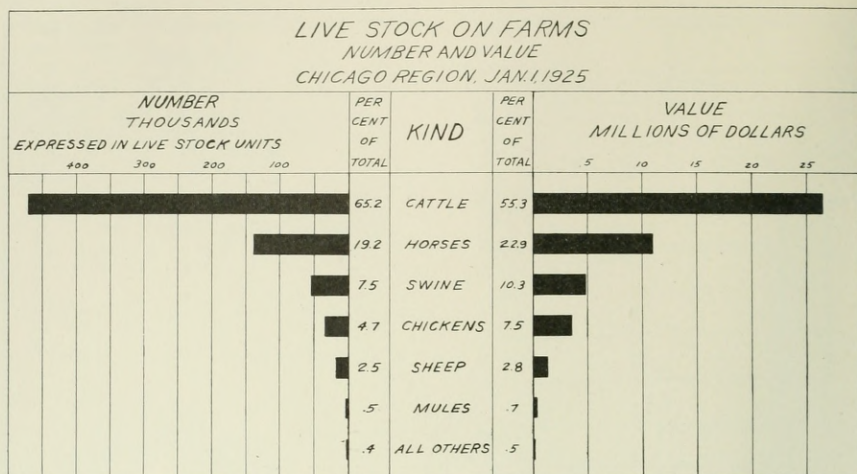 LIVE STOCK ON FARMS
NUMBER AND VALUE
CHICAGO REGION, JAN. 1, 1925
NUMBER
THOUSANDS
EXPRESSED IN LIVE STOCK UNITS
400 300 200 100
PER
CENT
OF
TOTAL
KIND
PER
CENT
OF
TOTAL
VALUE
MILLIONS OF DOLLARS
.5 10 15 20 25
65.2 CATTLE 55.3
19.2 HORSES 22.9
7.5 SWINE 10.3
4.7 CHICKENS 7.5
2.5 SHEEP 2.8
.5 MULES .7
.4 ALL OTHERS .5